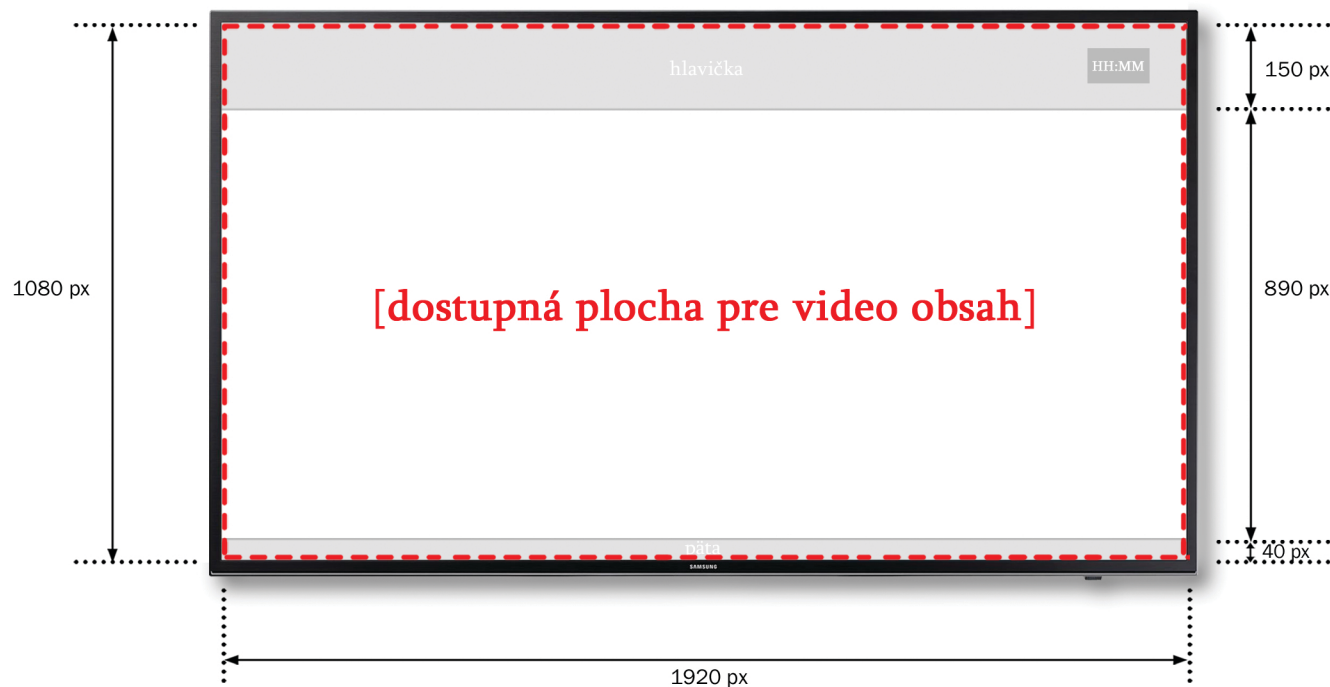 hlavička
HH:MM
150 px
1080 px
[dostupná plocha pre video obsah]
890 px
päta
40 px
SAMSUNG
1920 px